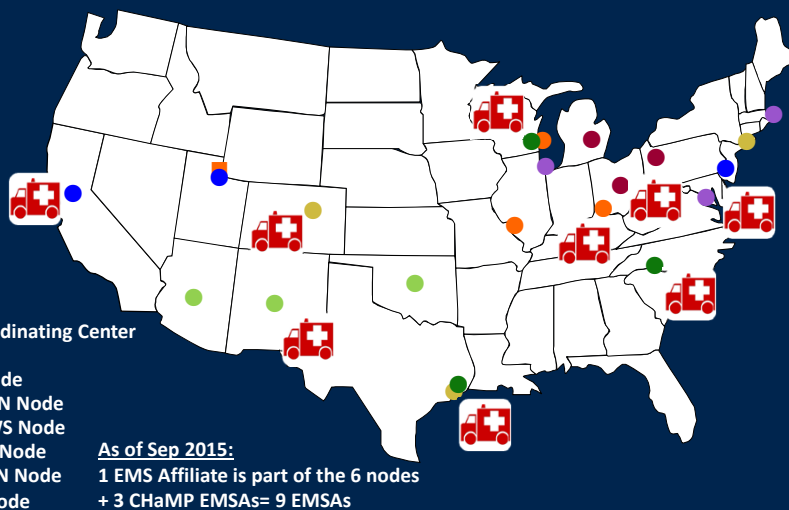 dinating Center
de
N Node
VS Node
Node
N Node
ode
As of Sep 2015:
1 EMS Affiliate is part of the 6 nodes
+ 3 CHaMP EMSAs= 9 EMSAs